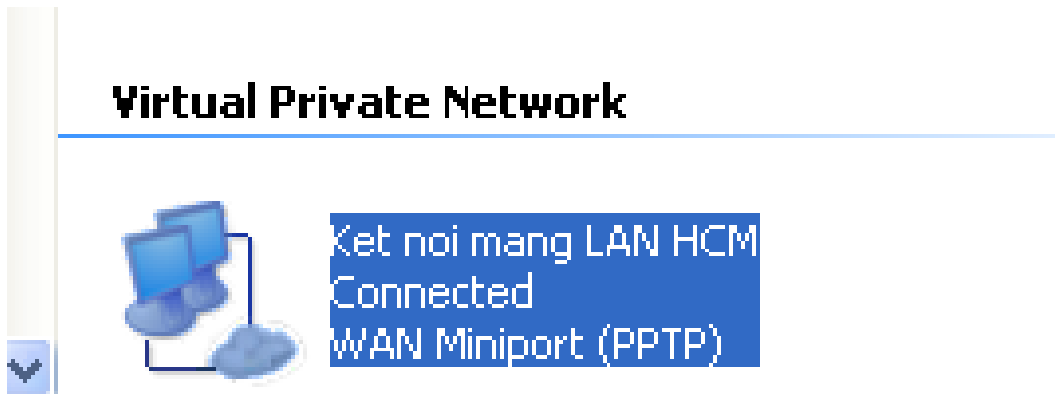 Virtual Private Network
Ket noi mang LAN HCM
Connected
WAN Miniport (PPTP)